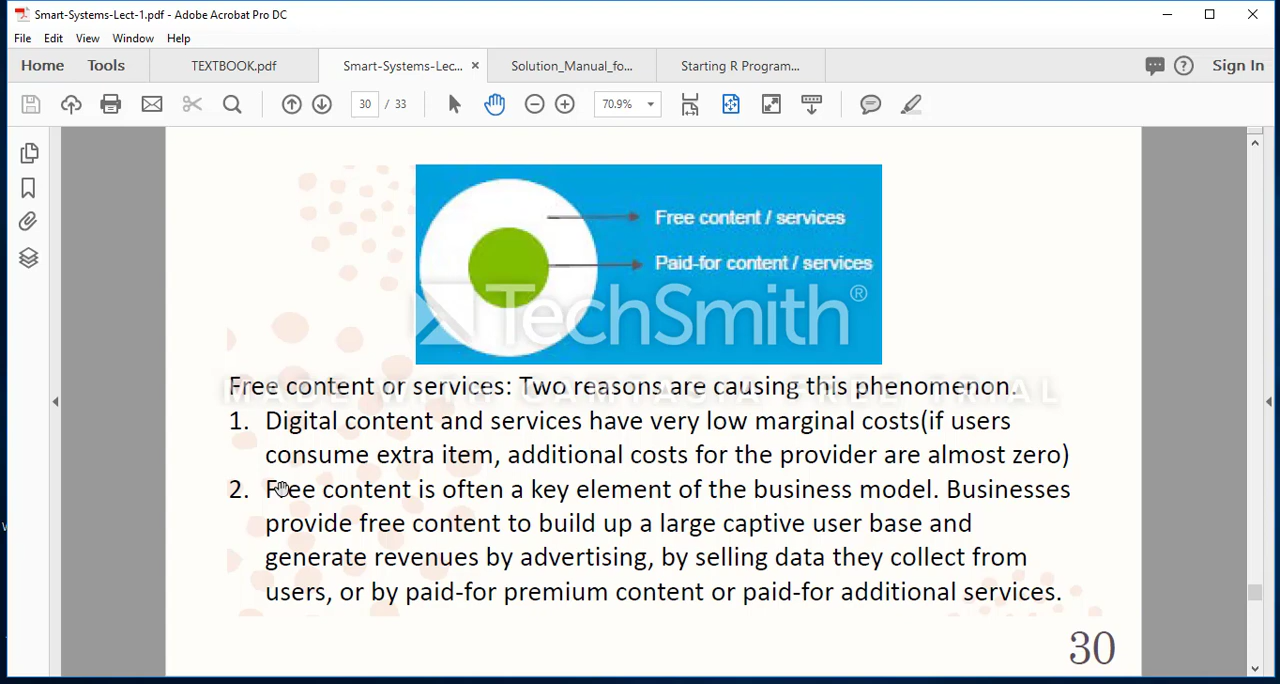 Smart-Systems-Lect-1.pdf - Adobe Acrobat Pro DC
File Edit View Window Help
Home Tools TEXTBOOK.pdf Smart-Systems-Lec... × Solution_Manual_fo... Starting R Program... Sign In
30 / 33 70.9%
Free content / services
Paid-for content / services
TechSmith®
Free content or services: Two reasons are causing this phenomenon.
MADE WITH CAMTASIA FREE TRIAL
1. Digital content and services have very low marginal costs(if users
consume extra item, additional costs for the provider are almost zero)
2. Free content is often a key element of the business model. Businesses
provide free content to build up a large captive user base and
generate revenues by advertising, by selling data they collect from
users, or by paid-for premium content or paid-for additional services.
30